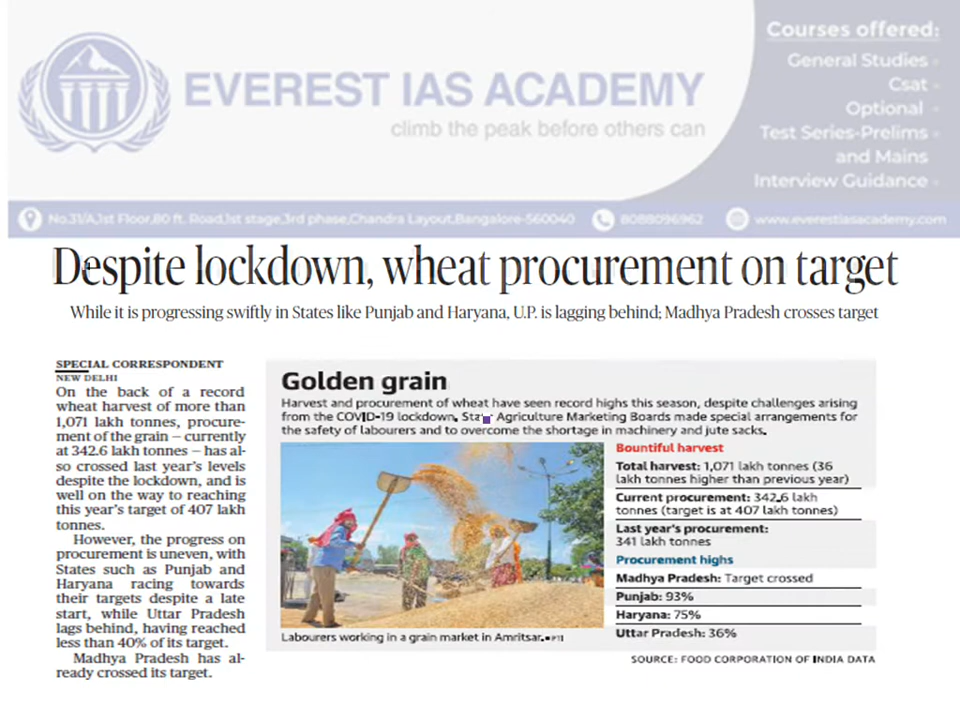 EVEREST IAS ACADEMY
climb the peak before others can
Courses offered:
General Studies
Csat
Optional
Test Series-Prelims
and Mains
Interview Guidance
No.31/A,1st Floor,80 ft. Road,1st stage,3rd phase,Chandra Layout,Bangalore-560040
8088096962
www.everestiasacademy.com
Despite lockdown, wheat procurement on target
While it is progressing swiftly in States like Punjab and Haryana, U.P. is lagging behind; Madhya Pradesh crosses target
SPECIAL CORRESPONDENT
NEW DELHI
On the back of a record
wheat harvest of more than
1,071 lakh tonnes, procure-
ment of the grain – currently
at 342.6 lakh tonnes – has al-
so crossed last year's levels
despite the lockdown, and is
well on the way to reaching
this year's target of 407 lakh
tonnes.
However, the progress on
procurement is uneven, with
States such as Punjab and
Haryana racing towards
their targets despite a late
start, while Uttar Pradesh
lags behind, having reached
less than 40% of its target.
Madhya Pradesh has al-
ready crossed its target.
Golden grain
Harvest and procurement of wheat have seen record highs this season, despite challenges arising
from the COVID-19 lockdown. State Agriculture Marketing Boards made special arrangements for
the safety of labourers and to overcome the shortage in machinery and jute sacks.
Labourers working in a grain market in Amritsar. ▪ PTI
Bountiful harvest
Total harvest: 1,071 lakh tonnes (36
lakh tonnes higher than previous year)
Current procurement: 342.6 lakh
tonnes (target is at 407 lakh tonnes)
Last year's procurement:
341 lakh tonnes
Procurement highs
Madhya Pradesh: Target crossed
Punjab: 93%
Haryana: 75%
Uttar Pradesh: 36%
SOURCE: FOOD CORPORATION OF INDIA DATA